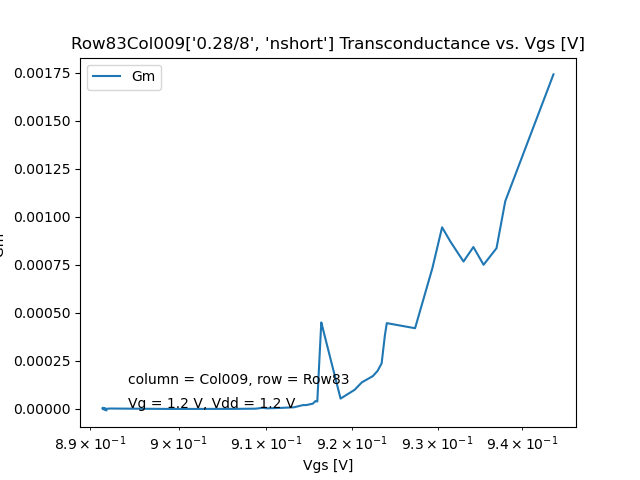 Row83Col009['0.28/8', 'nshort'] Transconductance vs. Vgs [V]
Gm
0.00175
0.00150
0.00125
0.00100
0.00075
0.00050
0.00025
0.00000
Gm
column = Col009, row = Row83
Vg = 1.2 V, Vdd = 1.2 V
8.9 × 10⁻¹ 9 × 10⁻¹ 9.1 × 10⁻¹ 9.2 × 10⁻¹ 9.3 × 10⁻¹ 9.4 × 10⁻¹
Vgs [V]